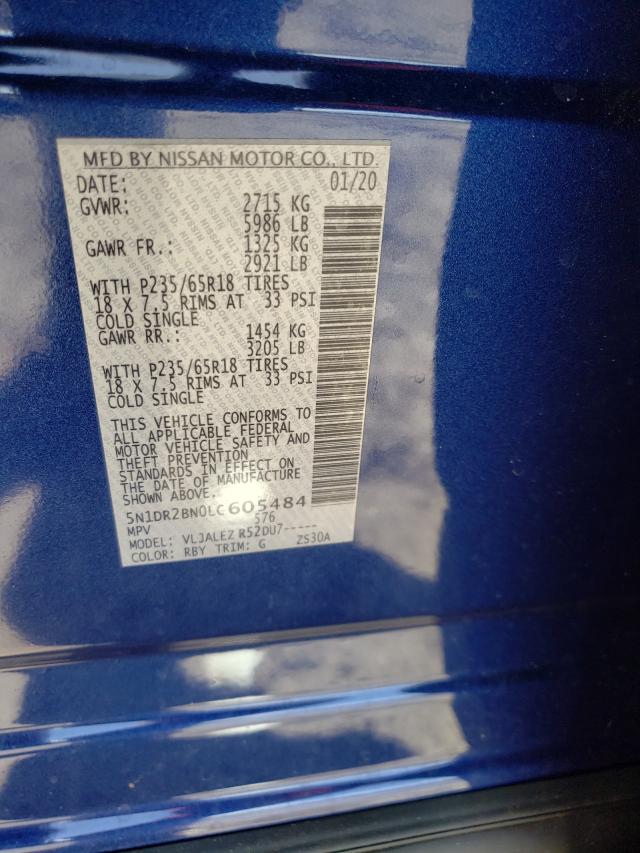 MFD BY NISSAN MOTOR CO., LTD.
DATE: 01/20
GVWR: 2715 KG
5986 LB
GAWR FR.: 1325 KG
2921 LB
WITH P235/65R18 TIRES
18 X 7.5 RIMS AT 33 PSI
COLD SINGLE
GAWR RR.: 1454 KG
3205 LB
WITH P235/65R18 TIRES
18 X 7.5 RIMS AT 33 PSI
COLD SINGLE
THIS VEHICLE CONFORMS TO
ALL APPLICABLE FEDERAL
MOTOR VEHICLE SAFETY AND
THEFT PREVENTION
STANDARDS IN EFFECT ON
THE DATE OF MANUFACTURE
SHOWN ABOVE.
5N1DR2BN0LC605484
MPV 576
MODEL: VLJALEZ R52DU7-----
COLOR: RBY TRIM: G ZS30A